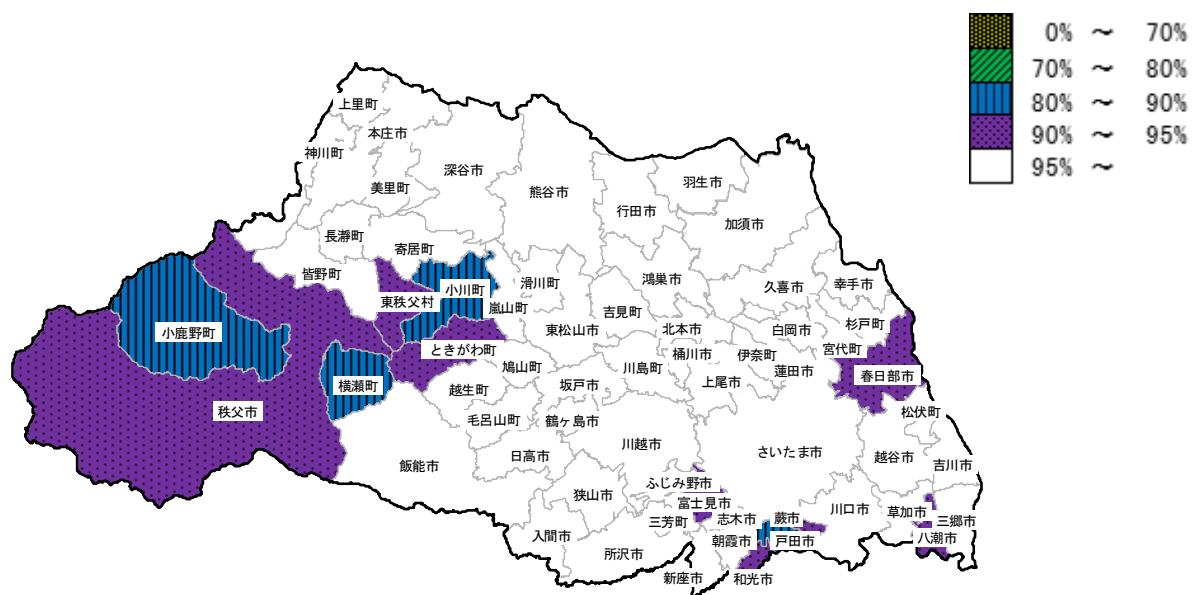 0% ～ 70%
70% ～ 80%
80% ～ 90%
90% ～ 95%
95% ～
上里町
本庄市
神川町
深谷市
美里町
熊谷市
羽生市
行田市
加須市
長瀞町
寄居町
皆野町
小川町
滑川町
鴻巣市
久喜市
幸手市
東秩父村
嵐山町
吉見町
小鹿野町
東松山市
北本市
白岡市
杉戸町
ときがわ町
桶川市
伊奈町
宮代町
鳩山町
川島町
蓮田市
横瀬町
越生町
坂戸市
上尾市
春日部市
秩父市
毛呂山町
鶴ヶ島市
松伏町
川越市
さいたま市
飯能市
日高市
越谷市
吉川市
ふじみ野市
狭山市
富士見市
川口市
草加市
三芳町
志木市
蕨市
三郷市
入間市
朝霞市
戸田市
八潮市
所沢市
新座市
和光市